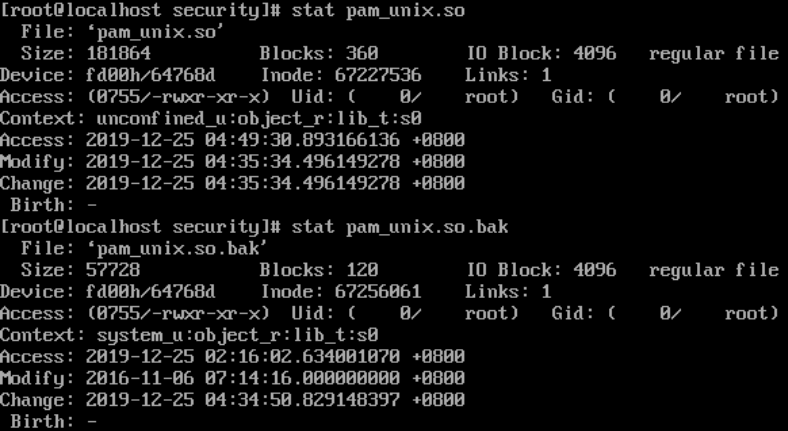 [root@localhost security]# stat pam_unix.so
  File: ‘pam_unix.so’
  Size: 181864          Blocks: 360        IO Block: 4096   regular file
Device: fd00h/64768d    Inode: 67227536    Links: 1
Access: (0755/-rwxr-xr-x)  Uid: (    0/    root)   Gid: (    0/    root)
Context: unconfined_u:object_r:lib_t:s0
Access: 2019-12-25 04:49:30.893166136 +0800
Modify: 2019-12-25 04:35:34.496149278 +0800
Change: 2019-12-25 04:35:34.496149278 +0800
 Birth: -
[root@localhost security]# stat pam_unix.so.bak
  File: ‘pam_unix.so.bak’
  Size: 57728           Blocks: 120        IO Block: 4096   regular file
Device: fd00h/64768d    Inode: 67256061    Links: 1
Access: (0755/-rwxr-xr-x)  Uid: (    0/    root)   Gid: (    0/    root)
Context: system_u:object_r:lib_t:s0
Access: 2019-12-25 02:16:02.634001070 +0800
Modify: 2016-11-06 07:14:16.000000000 +0800
Change: 2019-12-25 04:34:50.829148397 +0800
 Birth: -